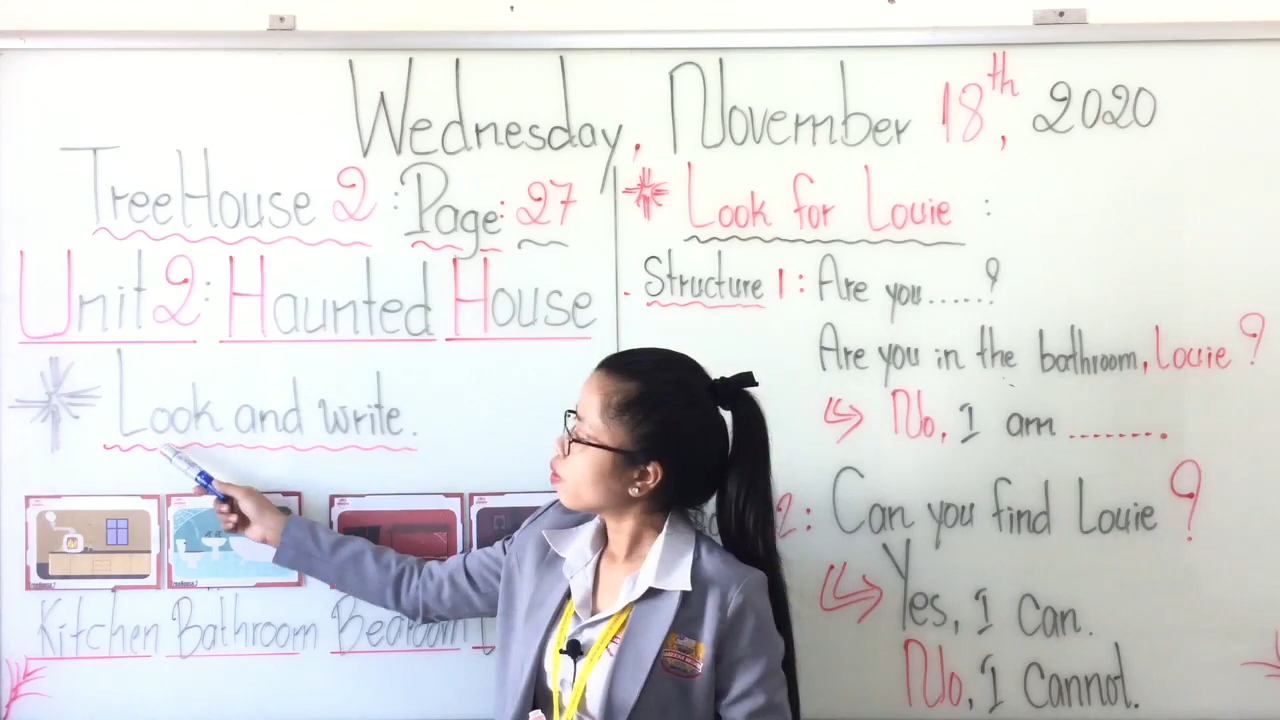 Wednesday, November 18th, 2020
TreeHouse 2 : Page: 27
Unit 2: Haunted House
Look and write.
Kitchen Bathroom Bedroom
Look for Louie :
Structure 1: Are you......?
Are you in the bathroom, Louie?
No, I am ........
2: Can you find Louie?
Yes, I Can.
No, I Cannot.